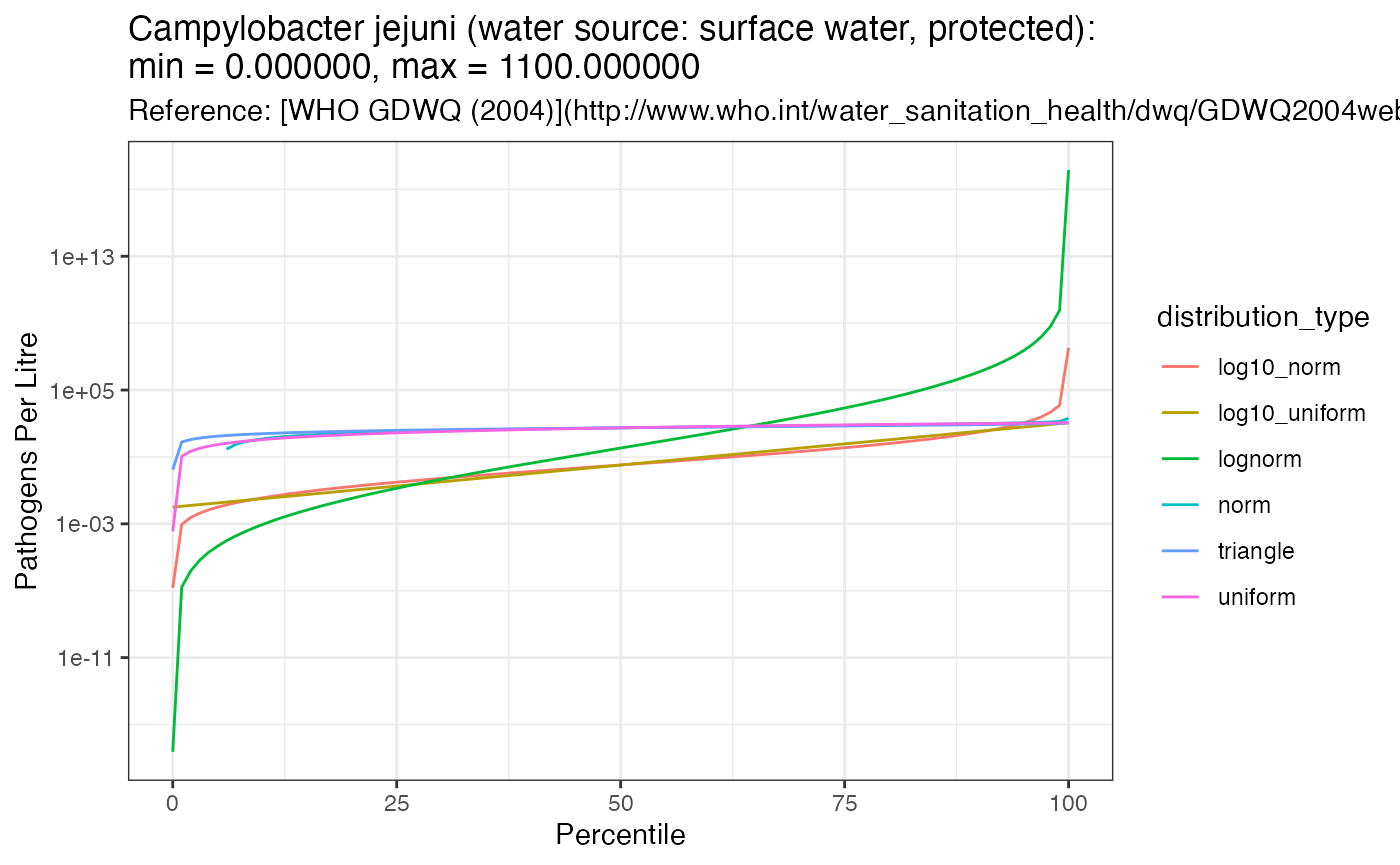 Campylobacter jejuni (water source: surface water, protected):
min = 0.000000, max = 1100.000000
Reference: [WHO GDWQ (2004)](http://www.who.int/water_sanitation_health/dwq/GDWQ2004web
Pathogens Per Litre
1e+13
1e+05
1e-03
1e-11
0 25 50 75 100
Percentile
distribution_type
log10_norm
log10_uniform
lognorm
norm
triangle
uniform